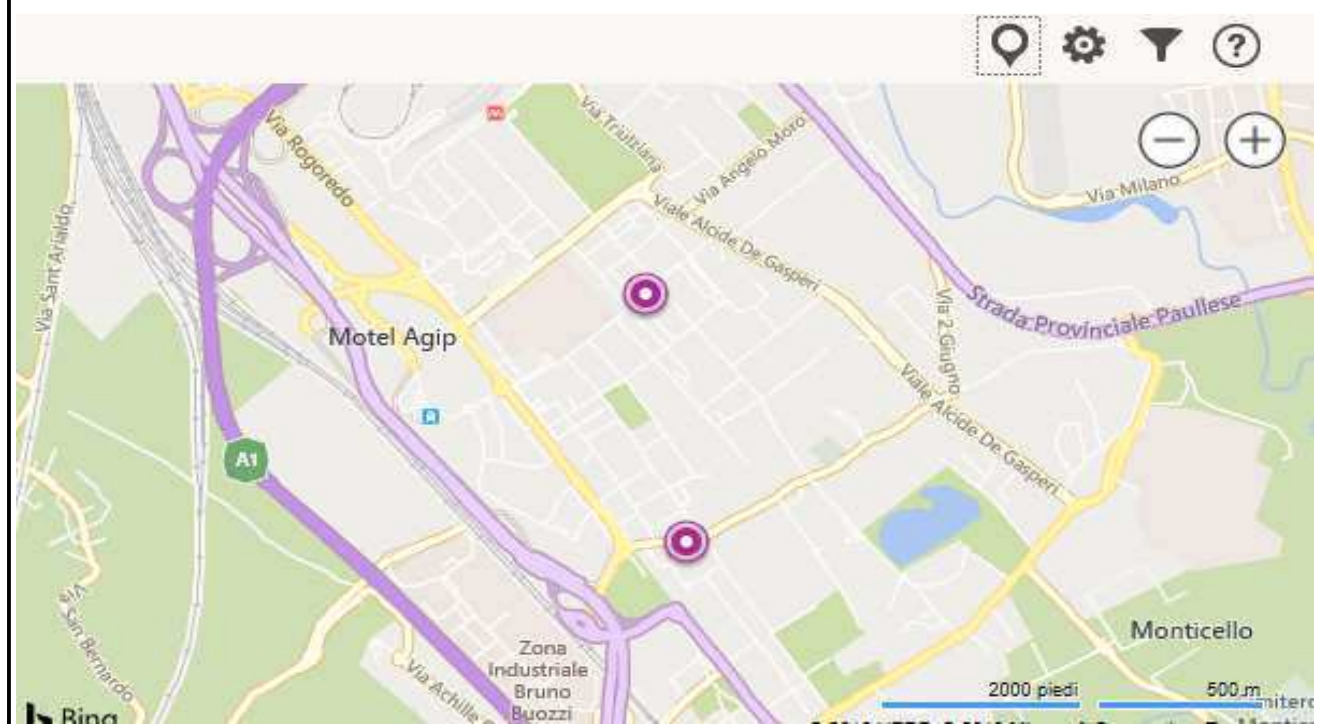 ?
Via Rogoredo
Via Trúlziana
Via Angelo Moro
Via Milano
Via Sant'Arialdo
Viale Alcide De Gasperi
Strada Provinciale Paullese
Via 2 Giugno
Motel Agip
Viale Alcide De Gasperi
A1
Via San Bernardo
Monticello
Zona
Industriale
Bruno
Buozzi
Via Achille
2000 piedi
500 m
Bing